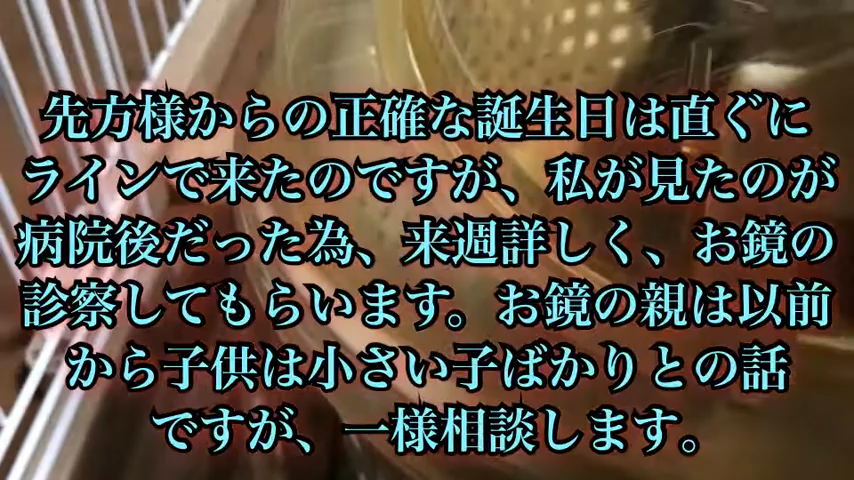 先方様からの正確な誕生日は直ぐに
ラインで来たのですが、私が見たのが
病院後だった為、来週詳しく、お鏡の
診察してもらいます。お鏡の親は以前
から子供は小さい子ばかりとの話
ですが、一様相談します。